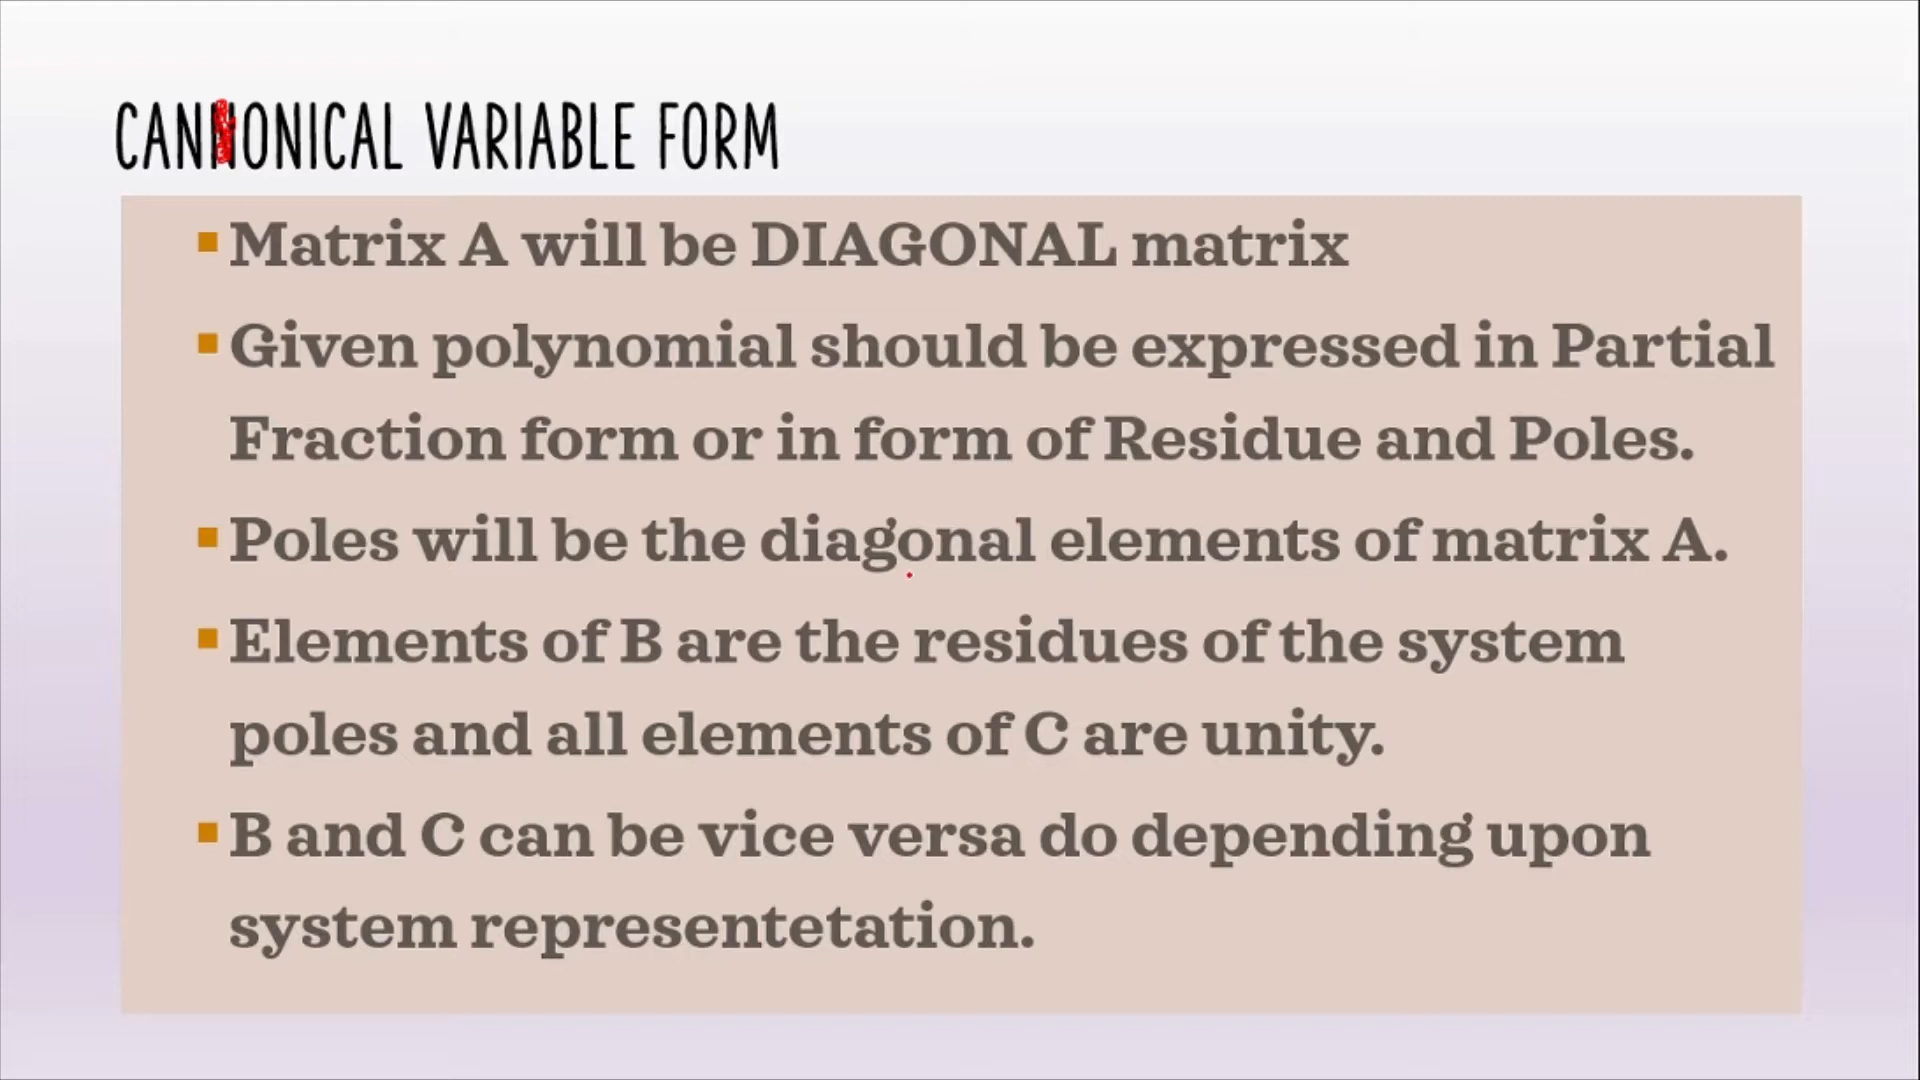 CANNONICAL VARIABLE FORM
Matrix A will be DIAGONAL matrix
Given polynomial should be expressed in Partial
Fraction form or in form of Residue and Poles.
Poles will be the diagonal elements of matrix A.
Elements of B are the residues of the system
poles and all elements of C are unity.
B and C can be vice versa do depending upon
system representetation.